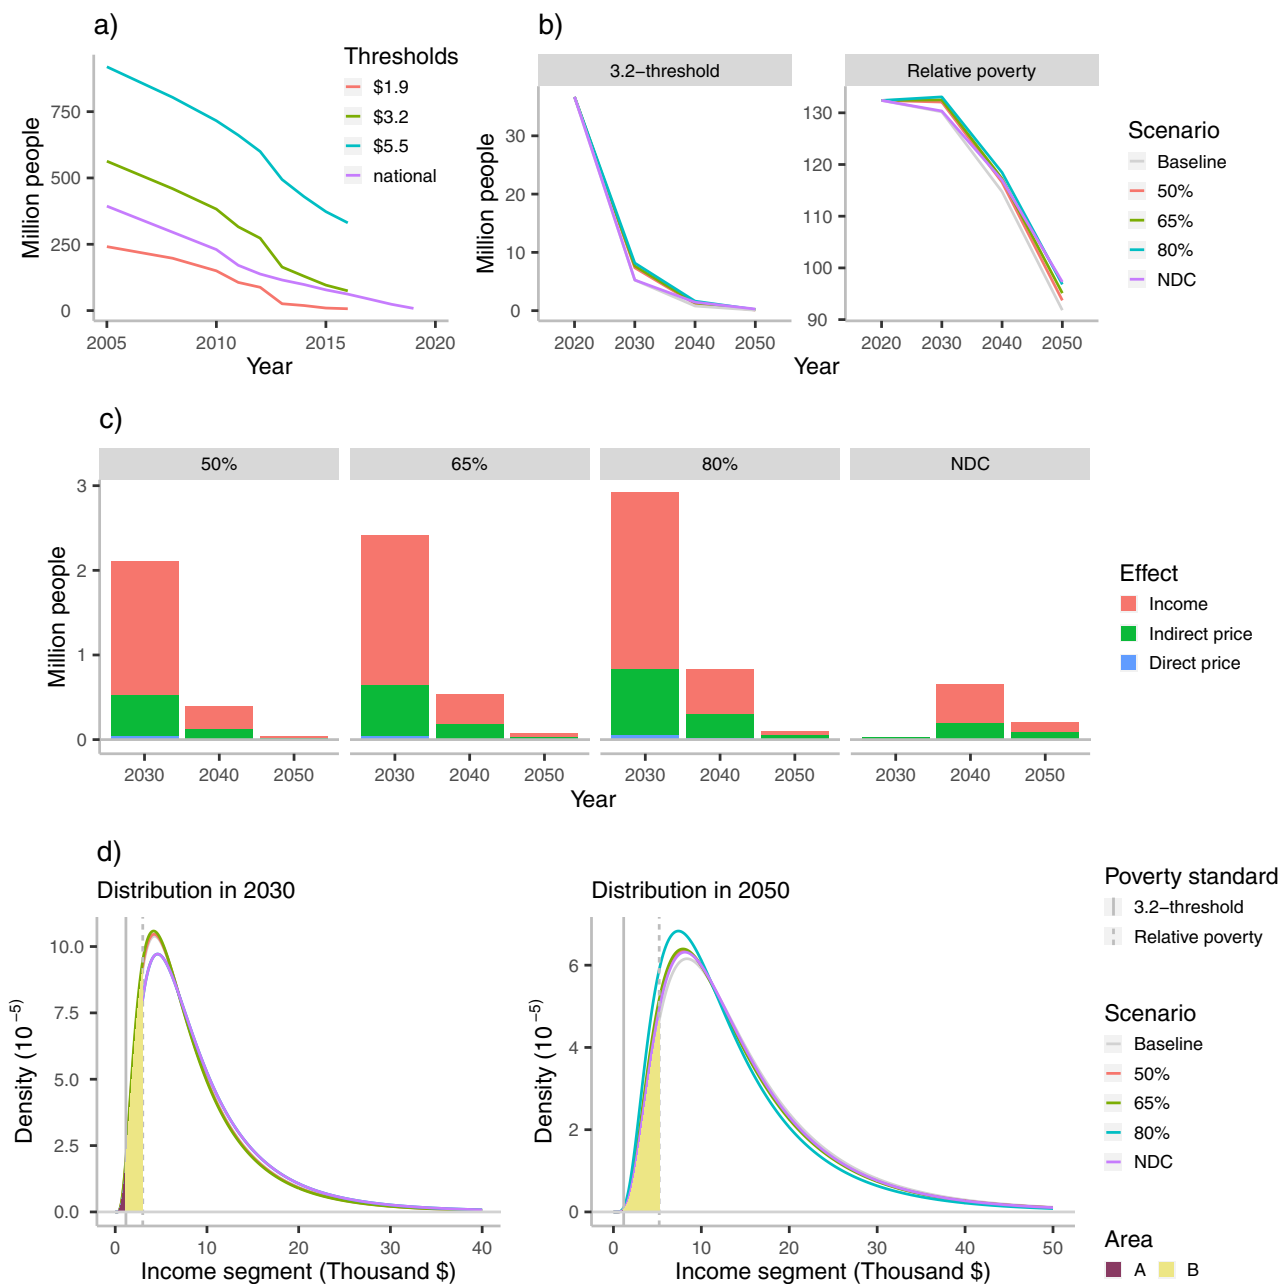 a)
Thresholds
$1.9
$3.2
$5.5
national
Million people
750
500
250
0
2005 2010 2015 2020
Year
b)
3.2−threshold
Relative poverty
Million people
30
20
10
0
2020 2030 2040 2050
130
120
110
100
90
2020 2030 2040 2050
Year
Scenario
Baseline
50%
65%
80%
NDC
c)
50% 65% 80% NDC
Million people
3
2
1
0
2030 2040 2050 2030 2040 2050 2030 2040 2050 2030 2040 2050
Year
Effect
Income
Indirect price
Direct price
d)
Distribution in 2030
Density (10⁻⁵)
10.0
7.5
5.0
2.5
0.0
0 10 20 30 40
Income segment (Thousand $)
Distribution in 2050
Density (10⁻⁵)
6
4
2
0
0 10 20 30 40 50
Income segment (Thousand $)
Poverty standard
3.2−threshold
Relative poverty
Scenario
Baseline
50%
65%
80%
NDC
Area
A B